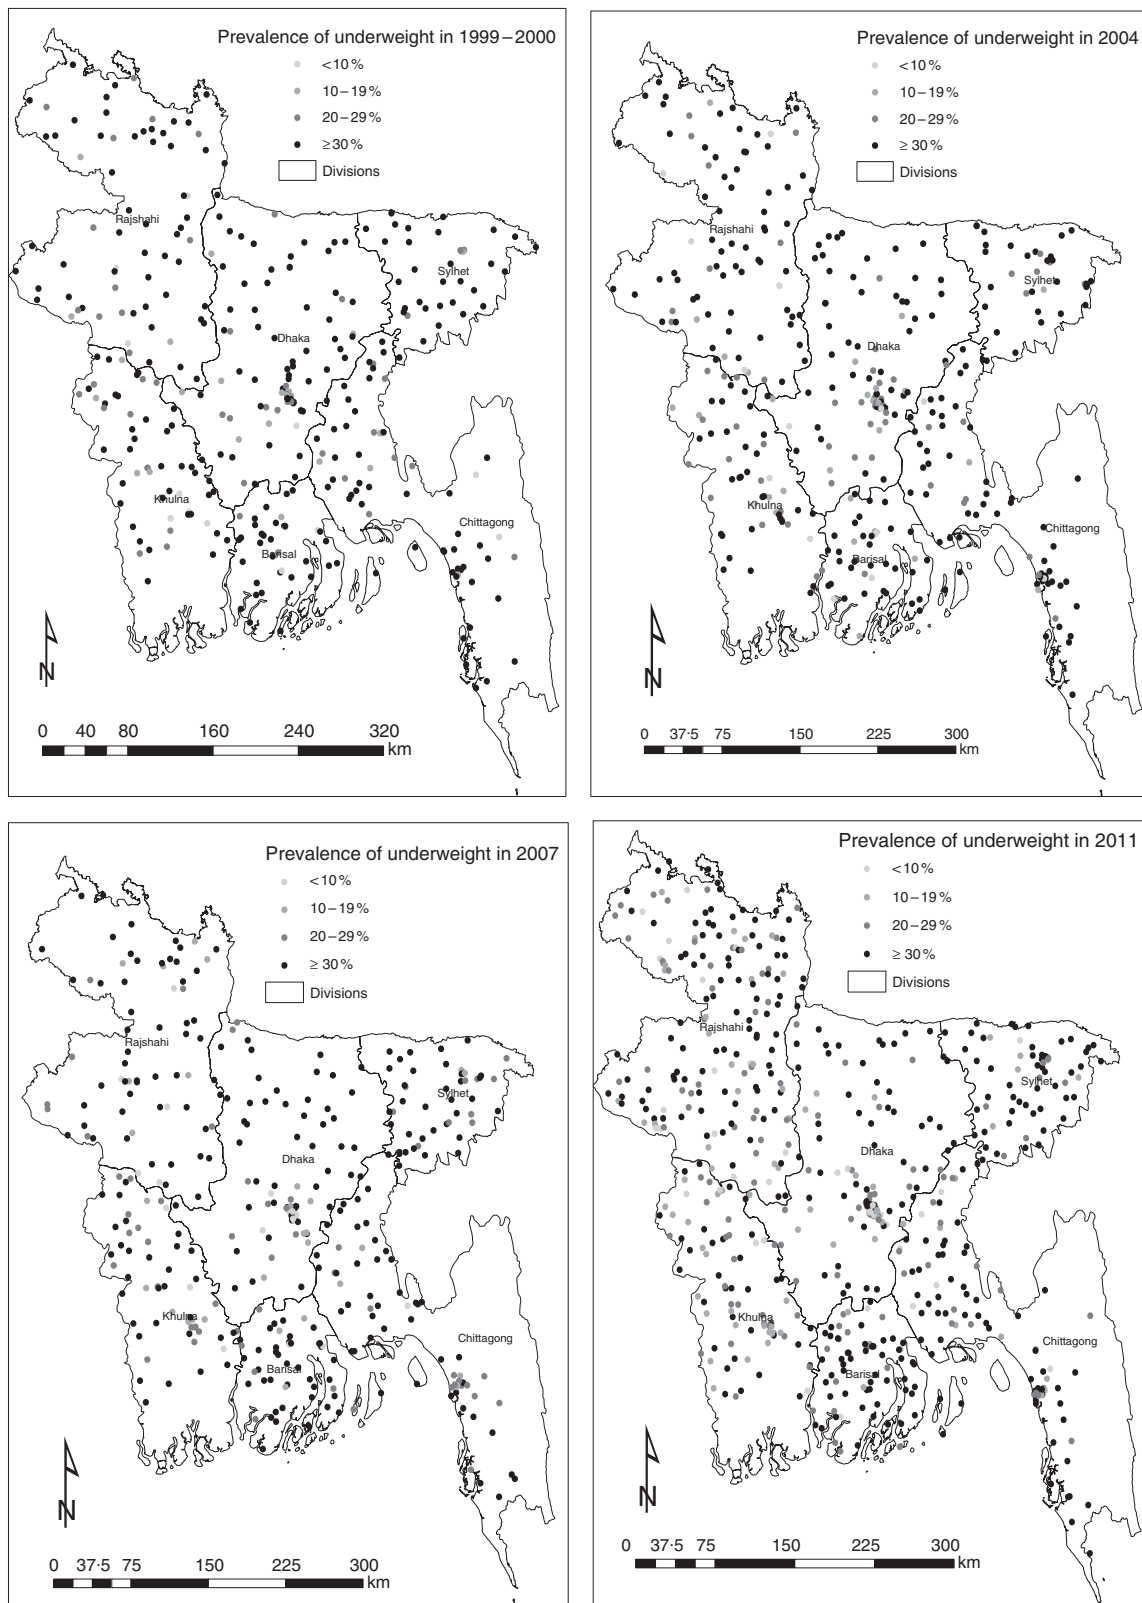 Prevalence of underweight in 1999–2000
<10 %
10–19 %
20–29 %
≥30 %
Divisions
Rajshahi
Sylhet
Dhaka
Khulna
Chittagong
Barisal
N
0 40 80 160 240 320
km
Prevalence of underweight in 2004
<10 %
10–19 %
20–29 %
≥ 30 %
Divisions
Rajshahi
Sylhet
Dhaka
Khulna
Chittagong
Barisal
N
0 37·5 75 150 225 300
km
Prevalence of underweight in 2007
<10 %
10–19 %
20–29 %
≥ 30 %
Divisions
Rajshahi
Sylhet
Dhaka
Khulna
Chittagong
Barisal
N
0 37·5 75 150 225 300
km
Prevalence of underweight in 2011
<10 %
10–19 %
20–29 %
≥ 30 %
Divisions
Rajshahi
Sylhet
Dhaka
Khulna
Chittagong
Barisal
N
0 37·5 75 150 225 300
km